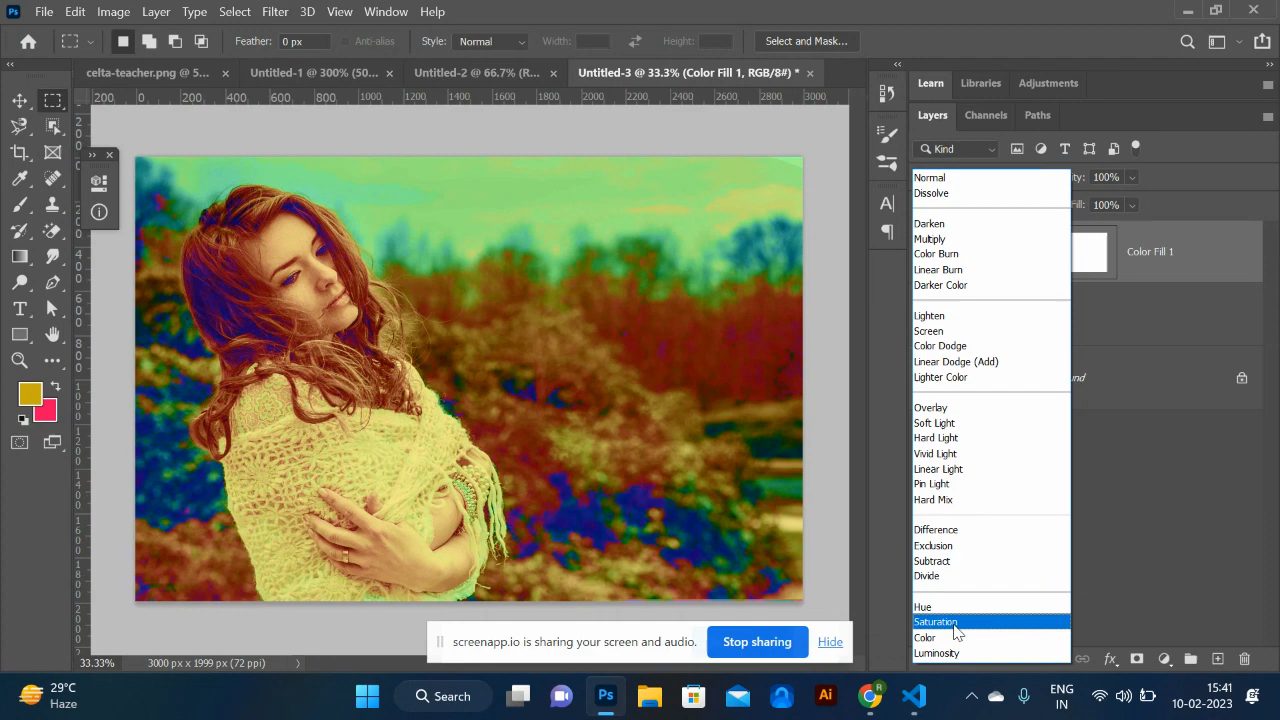 Ps File Edit Image Layer Type Select Filter 3D View Window Help
Feather: 0 px Anti-alias Style: Normal Width: Height: Select and Mask...
celta-teacher.png @ 5... × Untitled-1 @ 300% (50... × Untitled-2 @ 66.7% (R... × Untitled-3 @ 33.3% (Color Fill 1, RGB/8#) * ×
Learn Libraries Adjustments
200 0 200 400 600 800 1000 1200 1400 1600 1800 2000 2200 2400 2600 2800 3000
Layers Channels Paths
Kind
Normal
Dissolve
ity: 100%
Fill: 100%
Darken
Multiply
Color Burn
Linear Burn
Darker Color
Color Fill 1
Lighten
Screen
Color Dodge
Linear Dodge (Add)
Lighter Color
und
Overlay
Soft Light
Hard Light
Vivid Light
Linear Light
Pin Light
Hard Mix
Difference
Exclusion
Subtract
Divide
Hue
Saturation
Color
Luminosity
screenapp.io is sharing your screen and audio. Stop sharing Hide
33.33% 3000 px x 1999 px (72 ppi)
fx
29°C
Haze
Search
Ps
Ai
R
ENG
IN
15:41
10-02-2023